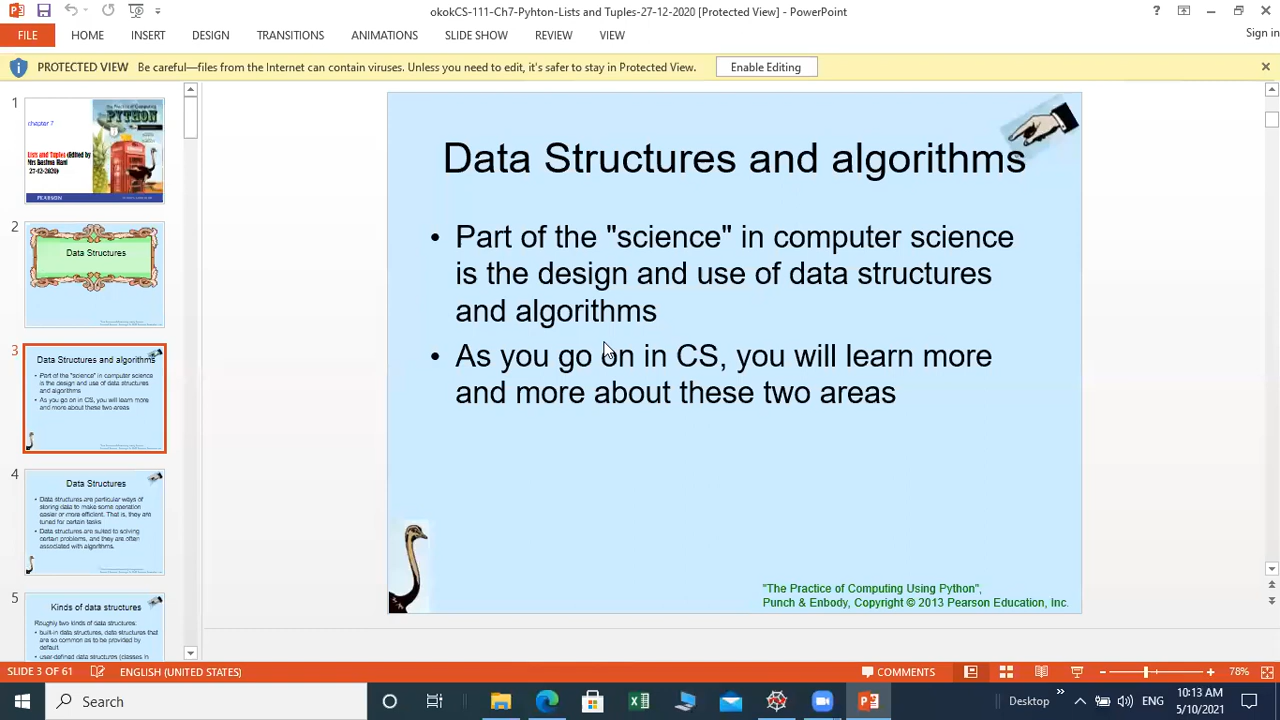 okokCS-111-Ch7-Pyhton-Lists and Tuples-27-12-2020 [Protected View] - PowerPoint
FILE HOME INSERT DESIGN TRANSITIONS ANIMATIONS SLIDE SHOW REVIEW VIEW Sign in
PROTECTED VIEW Be careful—files from the Internet can contain viruses. Unless you need to edit, it's safer to stay in Protected View. Enable Editing
1
chapter 7
PYTHON
Lists and Tuples (Edited by
Mrs Basma Hani
27-12-2020)
PEARSON
2
Data Structures
3
Data Structures and algorithms
• Part of the "science" in computer science
is the design and use of data structures
and algorithms
• As you go on in CS, you will learn more
and more about these two areas
4
Data Structures
• Data structures are particular ways of
storing data to make some operation
easier or more efficient. That is, they are
tuned for certain tasks
• Data structures are suited to solving
certain problems, and they are often
associated with algorithms.
5
Kinds of data structures
Roughly two kinds of data structures:
• built-in data structures, data structures that
are so common as to be provided by
default
• user-defined data structures (classes in
Data Structures and algorithms
• Part of the "science" in computer science
is the design and use of data structures
and algorithms
• As you go on in CS, you will learn more
and more about these two areas
"The Practice of Computing Using Python",
Punch & Enbody, Copyright © 2013 Pearson Education, Inc.
SLIDE 3 OF 61 ENGLISH (UNITED STATES) COMMENTS 78%
Search Desktop 10:13 AM
5/10/2021